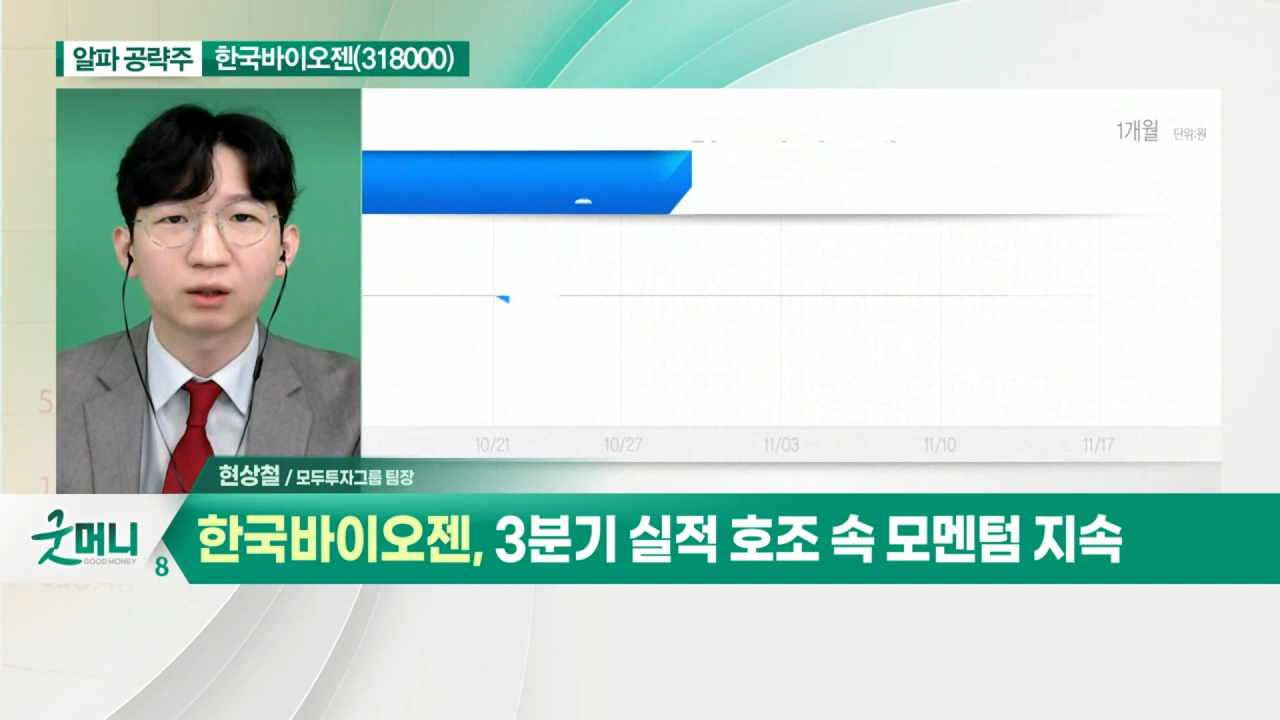 알파 공략주 한국바이오젠(318000)
1개월 단위:원
5
10/21 10/27 11/03 11/10 11/17
1
현상철 / 모두투자그룹 팀장
굿머니
GOOD MONEY
8
한국바이오젠, 3분기 실적 호조 속 모멘텀 지속